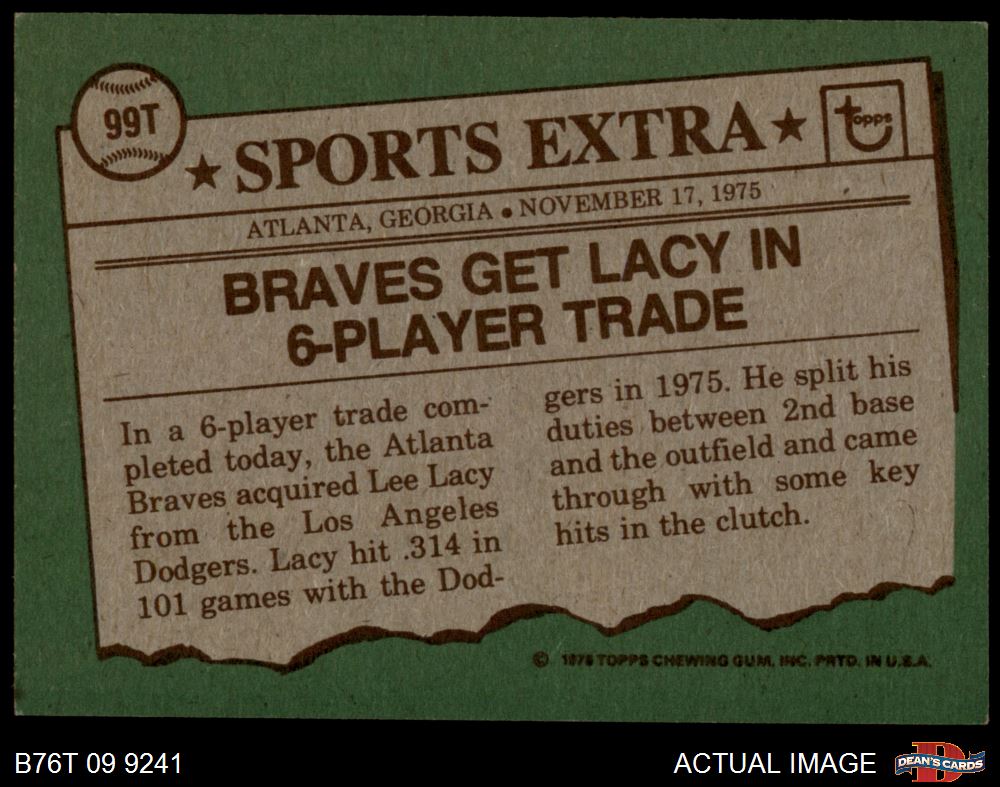 99T
★ SPORTS EXTRA ★
topps
ATLANTA, GEORGIA • NOVEMBER 17, 1975
BRAVES GET LACY IN
6-PLAYER TRADE
In a 6-player trade com-
pleted today, the Atlanta
Braves acquired Lee Lacy
from the Los Angeles
Dodgers. Lacy hit .314 in
101 games with the Dod-
gers in 1975. He split his
duties between 2nd base
and the outfield and came
through with some key
hits in the clutch.
© 1976 TOPPS CHEWING GUM, INC. PRTD. IN U.S.A.
B76T 09 9241
ACTUAL IMAGE
DEAN'S CARDS